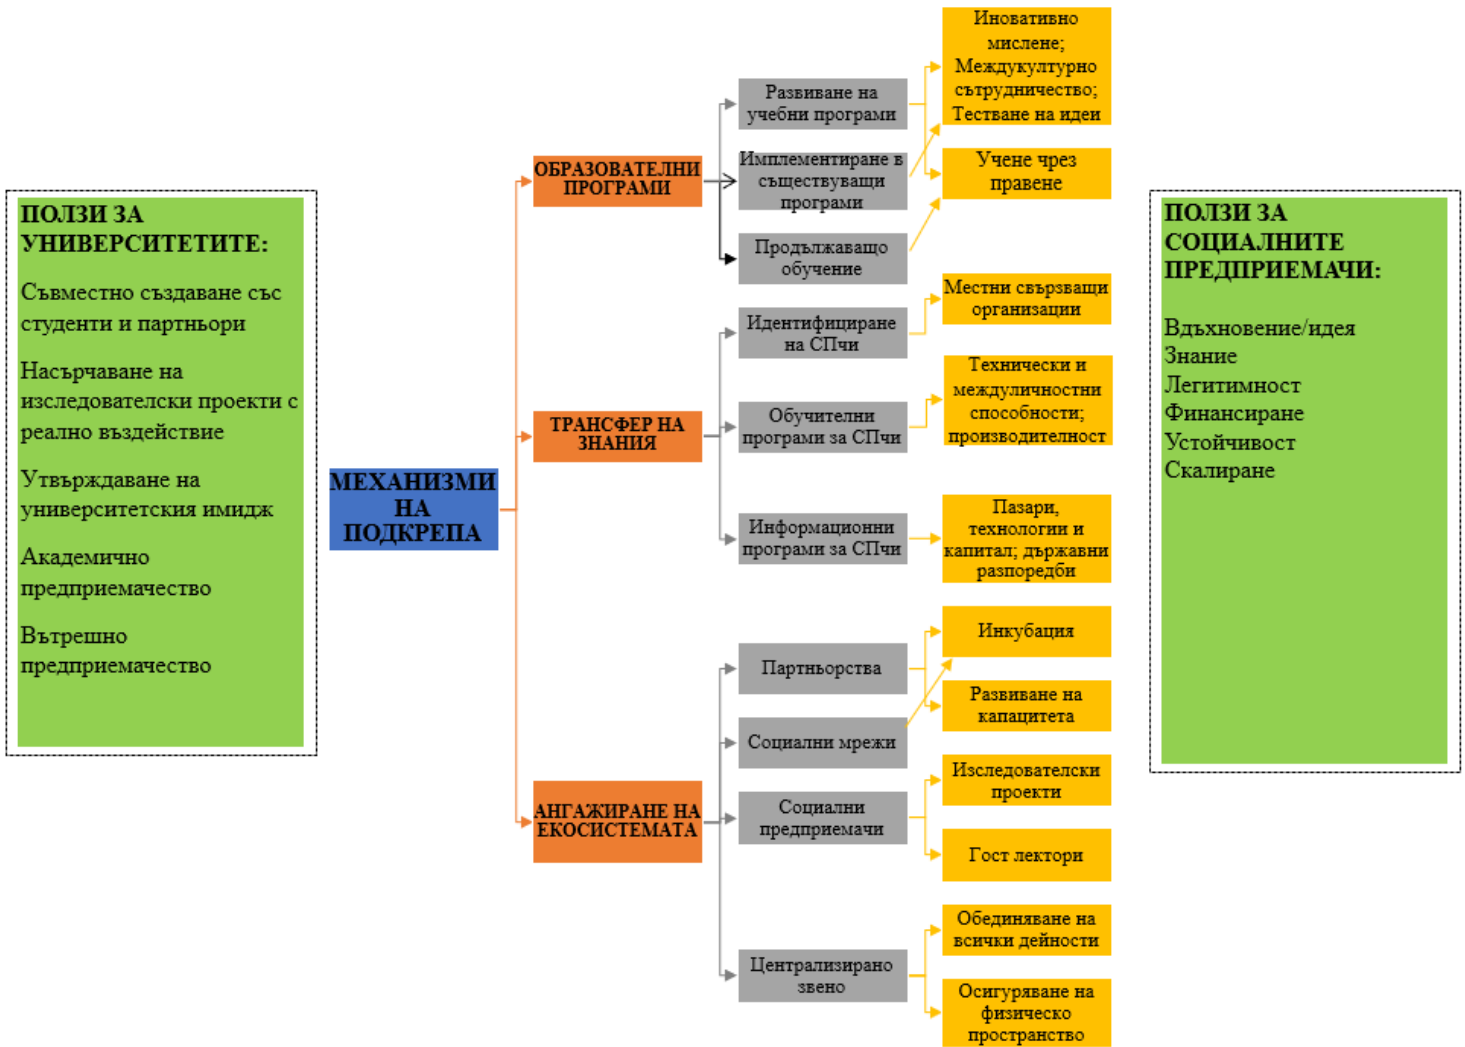 ПОЛЗИ ЗА
УНИВЕРСИТЕТИТЕ:
Съвместно създаване със
студенти и партньори
Насърчаване на
изследователски проекти с
реално въздействие
Утвърждаване на
университетския имидж
Академично
предприемачество
Вътрешно
предприемачество
МЕХАНИЗМИ
НА
ПОДКРЕПА
ОБРАЗОВАТЕЛНИ
ПРОГРАМИ
ТРАНСФЕР НА
ЗНАНИЯ
АНГАЖИРАНЕ НА
ЕКОСИСТЕМАТА
Развиване на
учебни програми
Имплементиране в
съществуващи
програми
Продължаващо
обучение
Идентифициране
на СПчи
Обучителни
програми за СПчи
Информационни
програми за СПчи
Партньорства
Социални мрежи
Социални
предприемачи
Централизирано
звено
Иновативно
мислене;
Междукултурно
сътрудничество;
Тестване на идеи
Учене чрез
правене
Местни свързващи
организации
Технически и
междуличностни
способности;
производителност
Пазари,
технологии и
капитал; държавни
разпоредби
Инкубация
Развиване на
капацитета
Изследователски
проекти
Гост лектори
Обединяване на
всички дейности
Осигуряване на
физическо
пространство
ПОЛЗИ ЗА
СОЦИАЛНИТЕ
ПРЕДПРИЕМАЧИ:
Вдъхновение/идея
Знание
Легитимност
Финансиране
Устойчивост
Скалиране